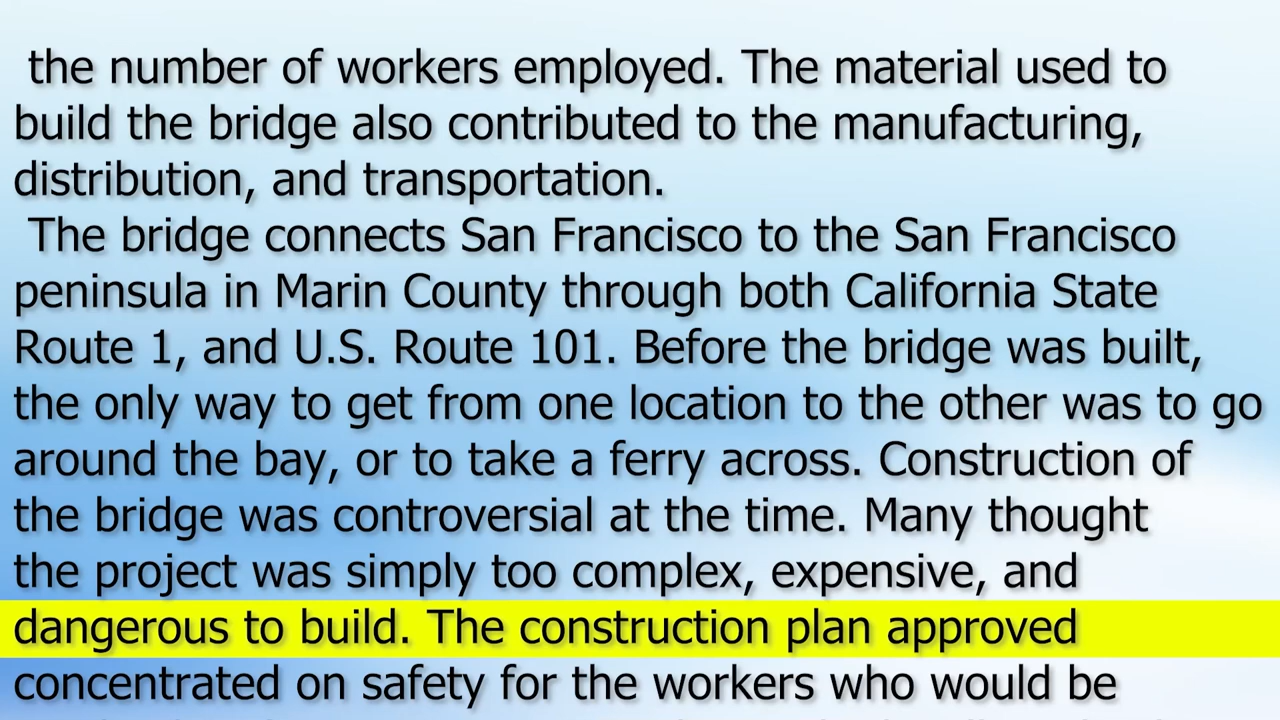 the number of workers employed. The material used to
build the bridge also contributed to the manufacturing,
distribution, and transportation.
The bridge connects San Francisco to the San Francisco
peninsula in Marin County through both California State
Route 1, and U.S. Route 101. Before the bridge was built,
the only way to get from one location to the other was to go
around the bay, or to take a ferry across. Construction of
the bridge was controversial at the time. Many thought
the project was simply too complex, expensive, and
dangerous to build. The construction plan approved
concentrated on safety for the workers who would be